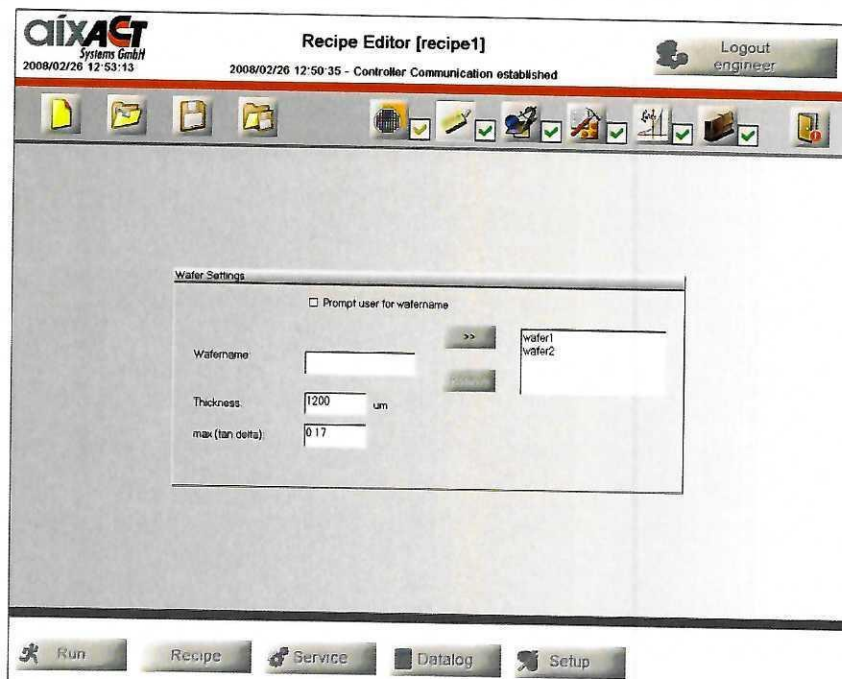 aixACT
Systems GmbH
2008/02/26 12:53:13
Recipe Editor [recipe1]
2008/02/26 12:50:35 - Controller Communication established
Logout
engineer
Wafer Settings
Prompt user for wafername
Wafername
>>
wafer1
wafer2
Thickness
1200
um
max (tan delta):
0.17
Run
Recipe
Service
Datalog
Setup